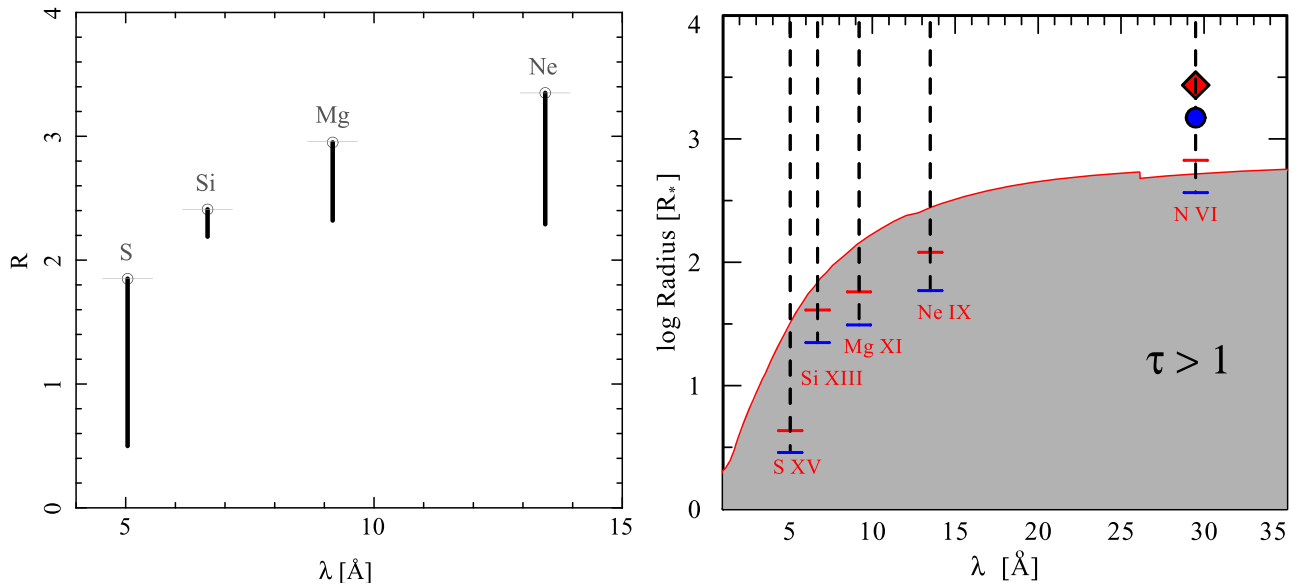 4
3
2
1
0
R
S
Si
Mg
Ne
5
10
15
λ [Å]
4
3
2
1
0
log Radius [R*]
S XV
Si XIII
Mg XI
Ne IX
N VI
τ > 1
5
10
15
20
25
30
35
λ [Å]